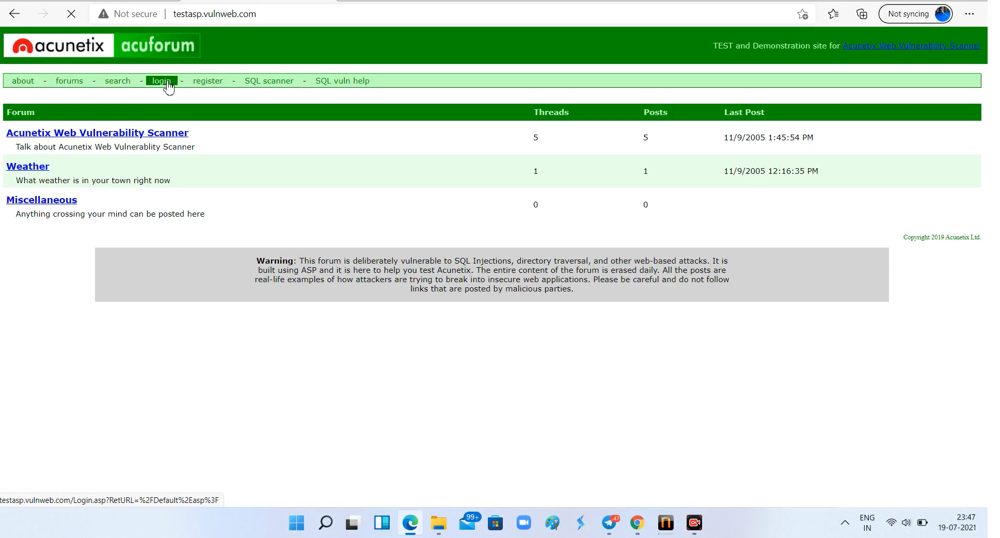 Not secure | testasp.vulnweb.com
Not syncing
acunetix acuforum
TEST and Demonstration site for Acunetix Web Vulnerability Scanner
about - forums - search - login - register - SQL scanner - SQL vuln help
Forum Threads Posts Last Post
Acunetix Web Vulnerability Scanner
Talk about Acunetix Web Vulnerablity Scanner
5 5 11/9/2005 1:45:54 PM
Weather
What weather is in your town right now
1 1 11/9/2005 12:16:35 PM
Miscellaneous
Anything crossing your mind can be posted here
0 0
Copyright 2019 Acunetix Ltd.
Warning: This forum is deliberately vulnerable to SQL Injections, directory traversal, and other web-based attacks. It is
built using ASP and it is here to help you test Acunetix. The entire content of the forum is erased daily. All the posts are
real-life examples of how attackers are trying to break into insecure web applications. Please be careful and do not follow
links that are posted by malicious parties.
testasp.vulnweb.com/Login.asp?RetURL=%2FDefault%2Easp%3F
99+
47
ENG
IN
23:47
19-07-2021